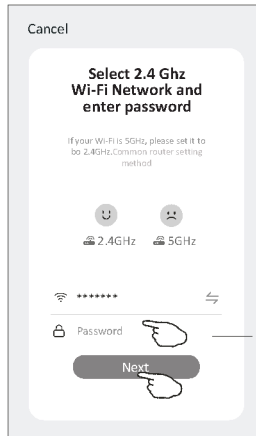 Cancel
Select 2.4 Ghz
Wi-Fi Network and
enter password
If your Wi-Fi is 5GHz, please set it to
bo 2.4GHz.Common router setting
method
2.4GHz 5GHz
*******
Password
Next